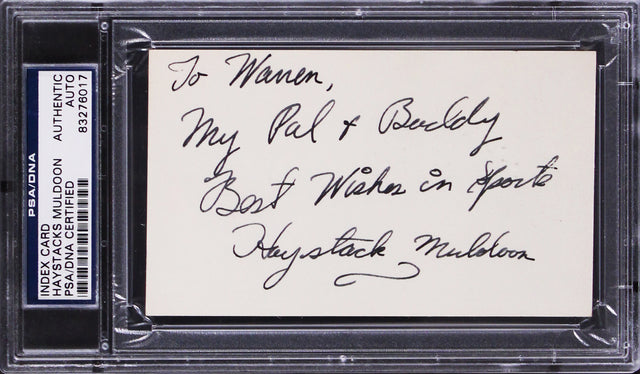 PSA/DNA
INDEX CARD
HAYSTACKS MULDOON
PSA/DNA CERTIFIED
AUTHENTIC
AUTO
83276017
To Warren,
My Pal + Buddy
Best Wishes in Sports
Haystack Muldoon